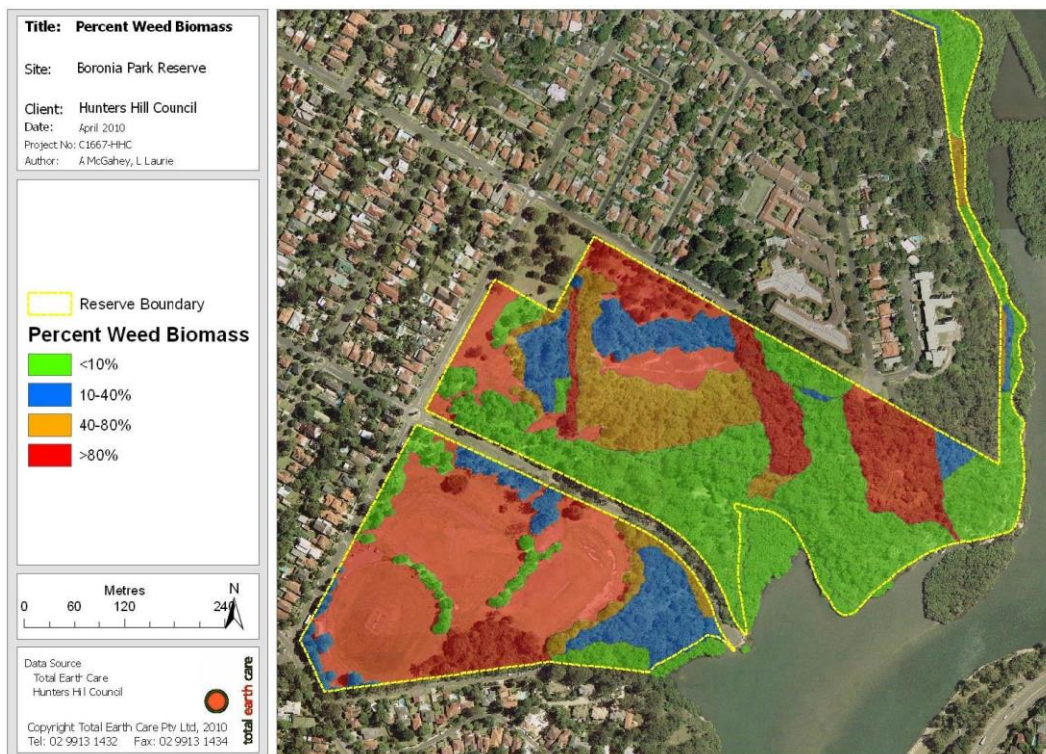 Title: Percent Weed Biomass
Site: Boronia Park Reserve
Client: Hunters Hill Council
Date: April 2010
Project No: C1667-HHC
Author: A McGahey, L Laurie
Reserve Boundary
Percent Weed Biomass
<10%
10-40%
40-80%
>80%
Metres
N
0 60 120 240
Data Source
Total Earth Care
Hunters Hill Council
total earth care
Copyright Total Earth Care Pty Ltd, 2010
Tel: 02 9913 1432 Fax: 02 9913 1434